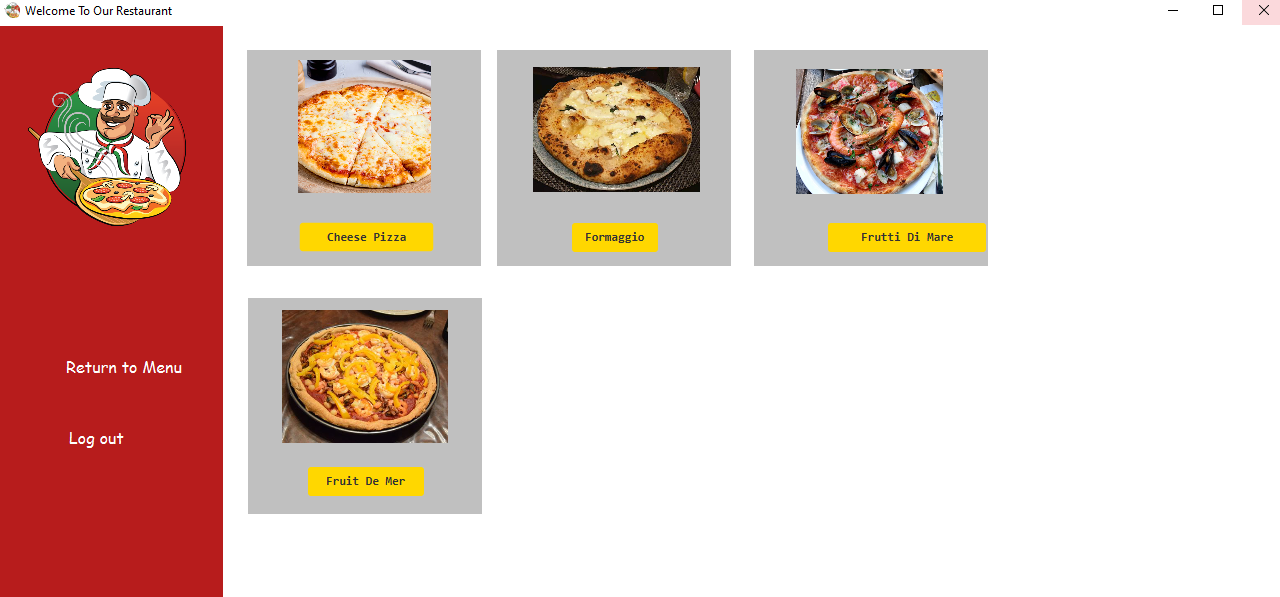 Welcome To Our Restaurant
Cheese Pizza
Formaggio
Frutti Di Mare
Return to Menu
Log out
Fruit De Mer